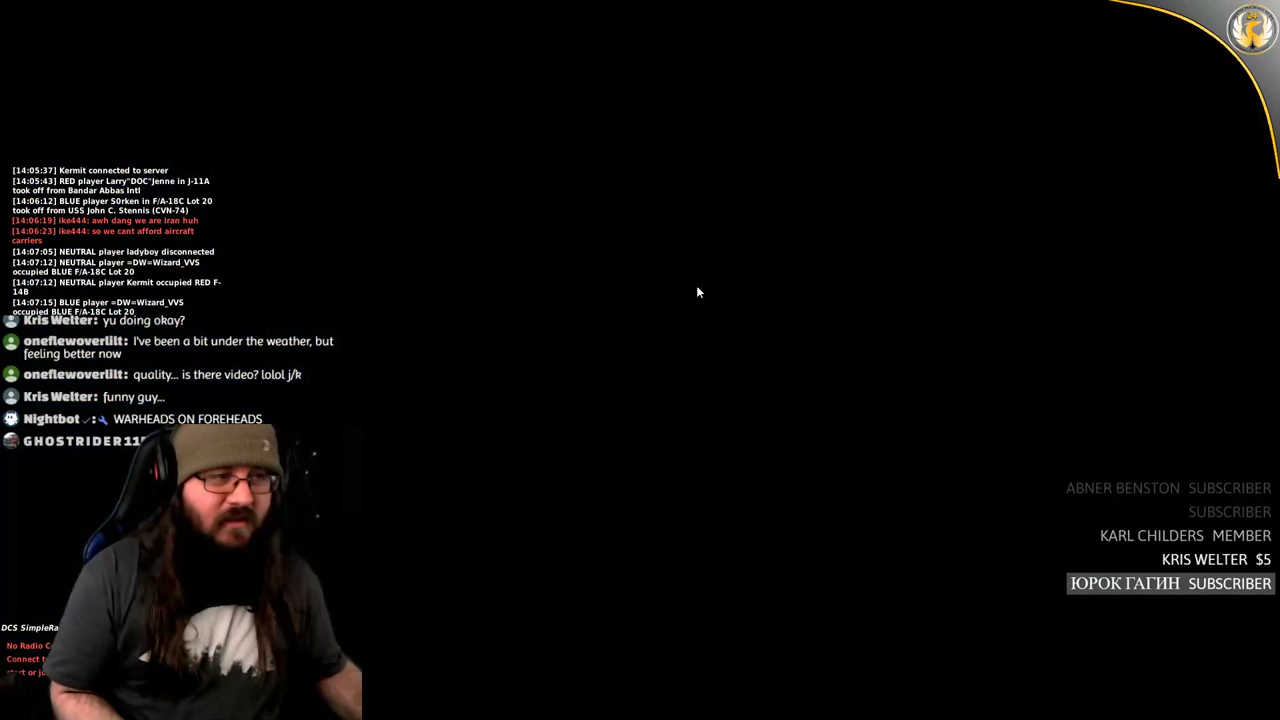 [14:05:37] Kermit connected to server
[14:05:43] RED player Larry"DOC"Jenne in J-11A
took off from Bandar Abbas Intl
[14:06:12] BLUE player S0rken in F/A-18C Lot 20
took off from USS John C. Stennis (CVN-74)
[14:06:19] ike444: awh dang we are Iran huh
[14:06:23] ike444: so we cant afford aircraft
carriers
[14:07:05] NEUTRAL player ladyboy disconnected
[14:07:12] NEUTRAL player =DW=Wizard_VVS
occupied BLUE F/A-18C Lot 20
[14:07:12] NEUTRAL player Kermit occupied RED F-
14B
[14:07:15] BLUE player =DW=Wizard_VVS
occupied BLUE F/A-18C Lot 20
Kris Welter: yu doing okay?
oneflewoverlilt: I've been a bit under the weather, but
feeling better now
oneflewoverlilt: quality... is there video? lolol j/k
Kris Welter: funny guy...
Nightbot : WARHEADS ON FOREHEADS
GHOSTRIDER11
DCS SimpleRa
No Radio C
Connect t
start or jo
ABNER BENSTON SUBSCRIBER
SUBSCRIBER
KARL CHILDERS MEMBER
KRIS WELTER $5
ЮРОК ГАГИН SUBSCRIBER